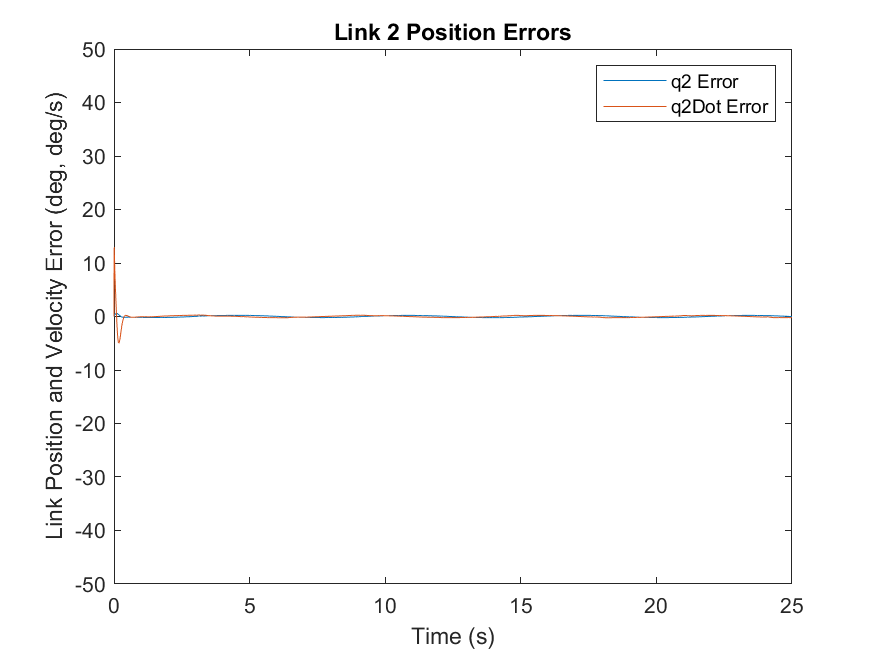 Link 2 Position Errors
q2 Error
q2Dot Error
Link Position and Velocity Error (deg, deg/s)
50
40
30
20
10
0
-10
-20
-30
-40
-50
0 5 10 15 20 25
Time (s)